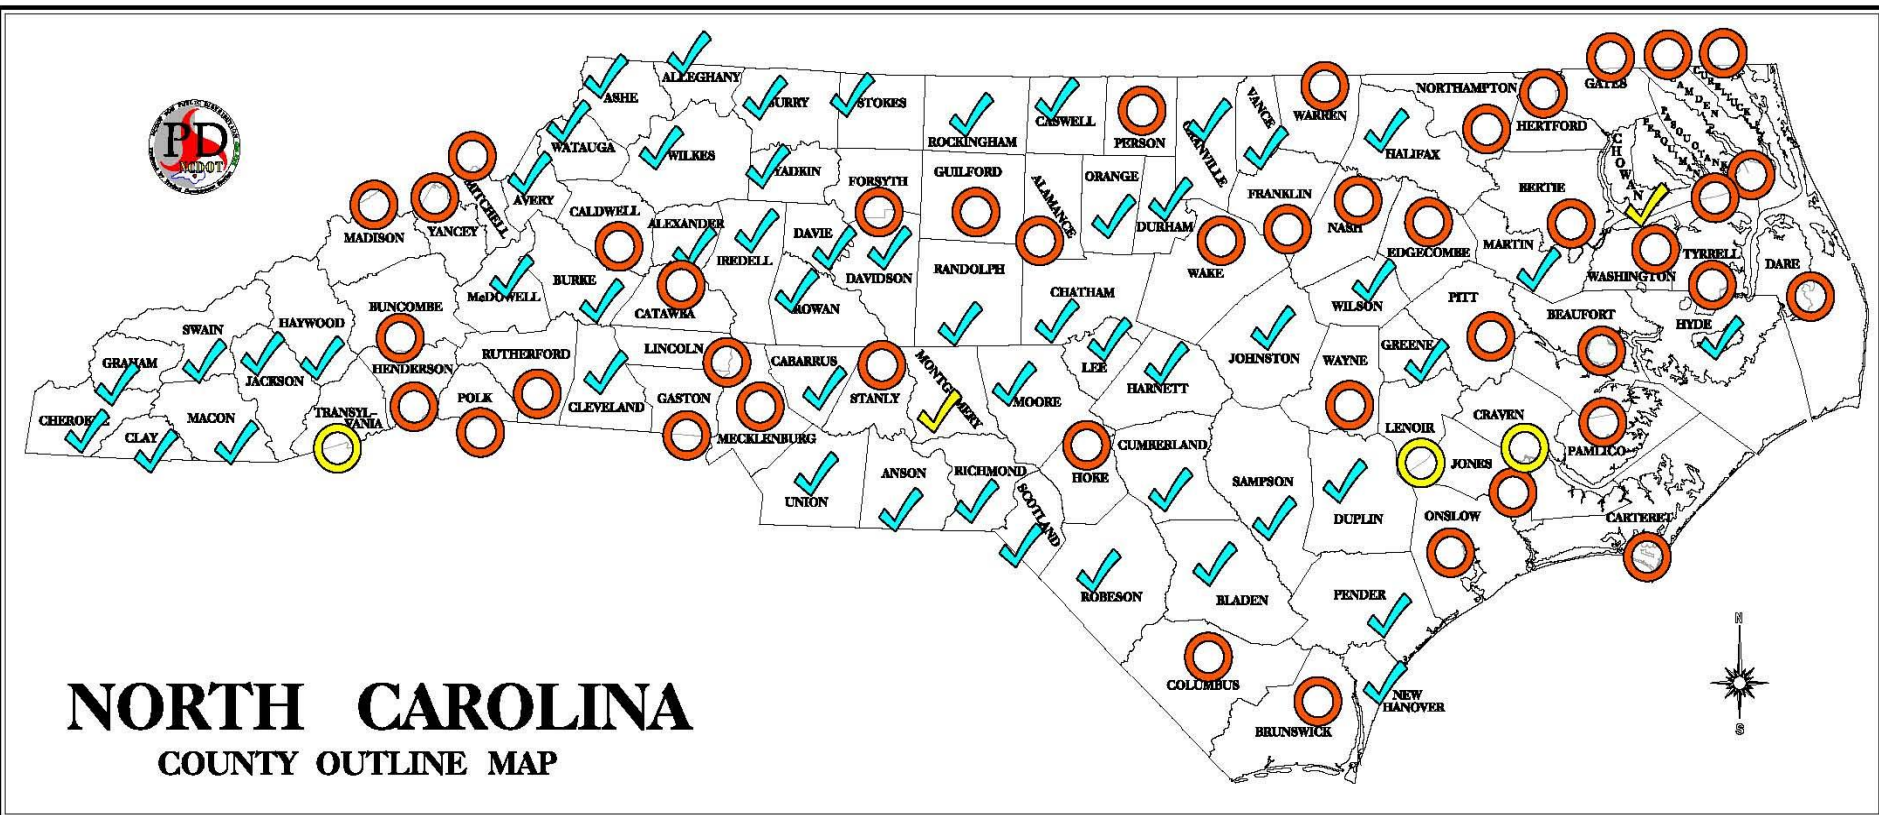 PD
NCDOT
ALLEGHANY
ASHE
SURRY
STOKES
ROCKINGHAM
CASWELL
PERSON
GRANVILLE
VANCE
WARREN
NORTHAMPTON
HERTFORD
GATES
CAMDEN
CURRITUCK
PASQUOTANK
PERQUIMANS
CHOWAN
HALIFAX
WATAUGA
WILKES
YADKIN
FORSYTH
GUILFORD
ALAMANCE
ORANGE
DURHAM
FRANKLIN
NASH
EDGECOMBE
BERTIE
MARTIN
WASHINGTON
TYRRELL
DARE
MITCHELL
AVERY
CALDWELL
ALEXANDER
IREDELL
DAVIE
DAVIDSON
RANDOLPH
CHATHAM
WAKE
MADISON
YANCEY
McDOWELL
BURKE
CATAWBA
ROWAN
WILSON
PITT
BEAUFORT
HYDE
BUNCOMBE
SWAIN
HAYWOOD
GRAHAM
JACKSON
HENDERSON
RUTHERFORD
LINCOLN
CABARRUS
STANLY
MONTGOMERY
LEE
HARNETT
JOHNSTON
WAYNE
GREENE
CHEROKEE
CLAY
MACON
TRANSYL-
VANIA
POLK
CLEVELAND
GASTON
MECKLENBURG
MOORE
CUMBERLAND
LENOIR
CRAVEN
JONES
PAMLICO
UNION
ANSON
RICHMOND
SCOTLAND
HOKE
SAMPSON
DUPLIN
ONSLOW
CARTERET
ROBESON
BLADEN
PENDER
COLUMBUS
BRUNSWICK
NEW
HANOVER
N
S
NORTH CAROLINA
COUNTY OUTLINE MAP